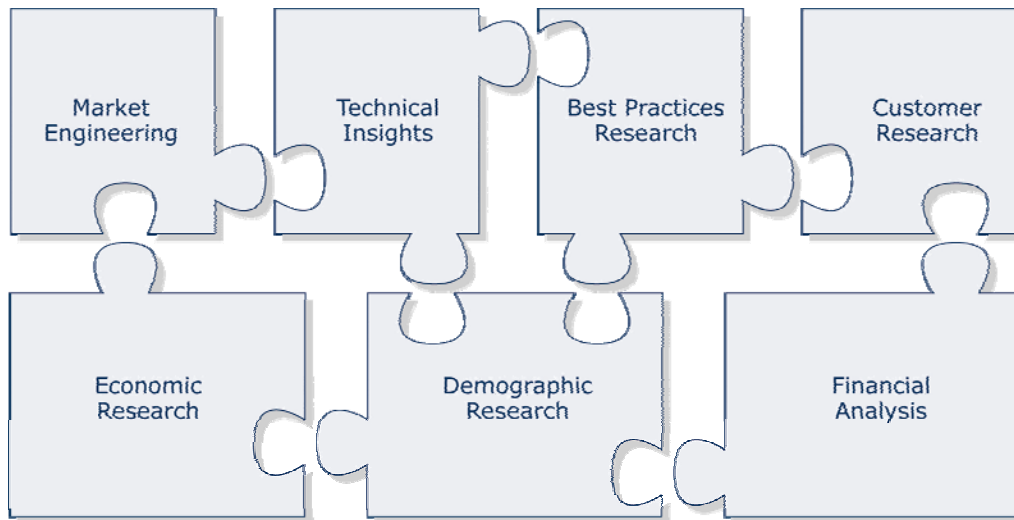 Market
Engineering
Technical
Insights
Best Practices
Research
Customer
Research
Economic
Research
Demographic
Research
Financial
Analysis